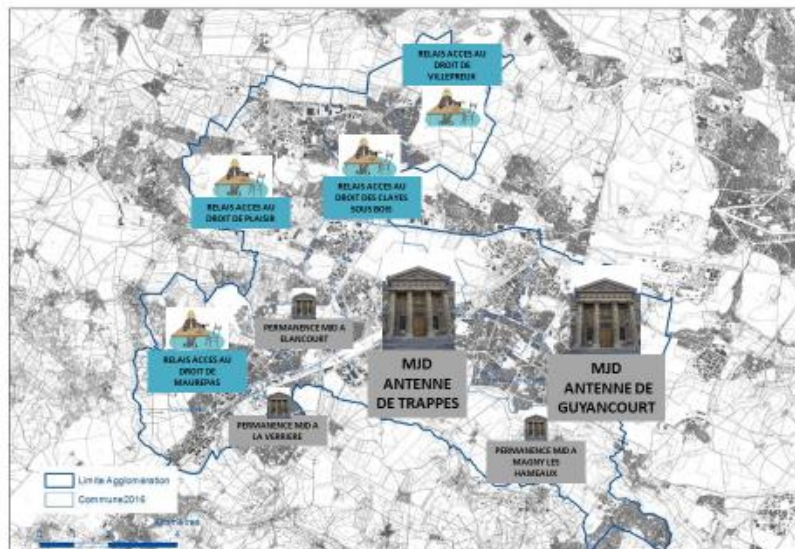 RELAIS ACCES AU
DROIT DE
VILLEPREUX
RELAIS ACCES AU
DROIT DE PLAISIR
RELAIS ACCES AU
DROIT DES CLAYES
SOUS BOIS
RELAIS ACCES AU
DROIT DE
MAUREPAS
PERMANENCE MJD A
ELANCOURT
MJD
ANTENNE
DE TRAPPES
MJD
ANTENNE DE
GUYANCOURT
PERMANENCE MJD A
LA VERRIERE
PERMANENCE MJD A
MAGNY LES
HAMEAUX
Limite Agglomération
Commune2016
Kilomètres